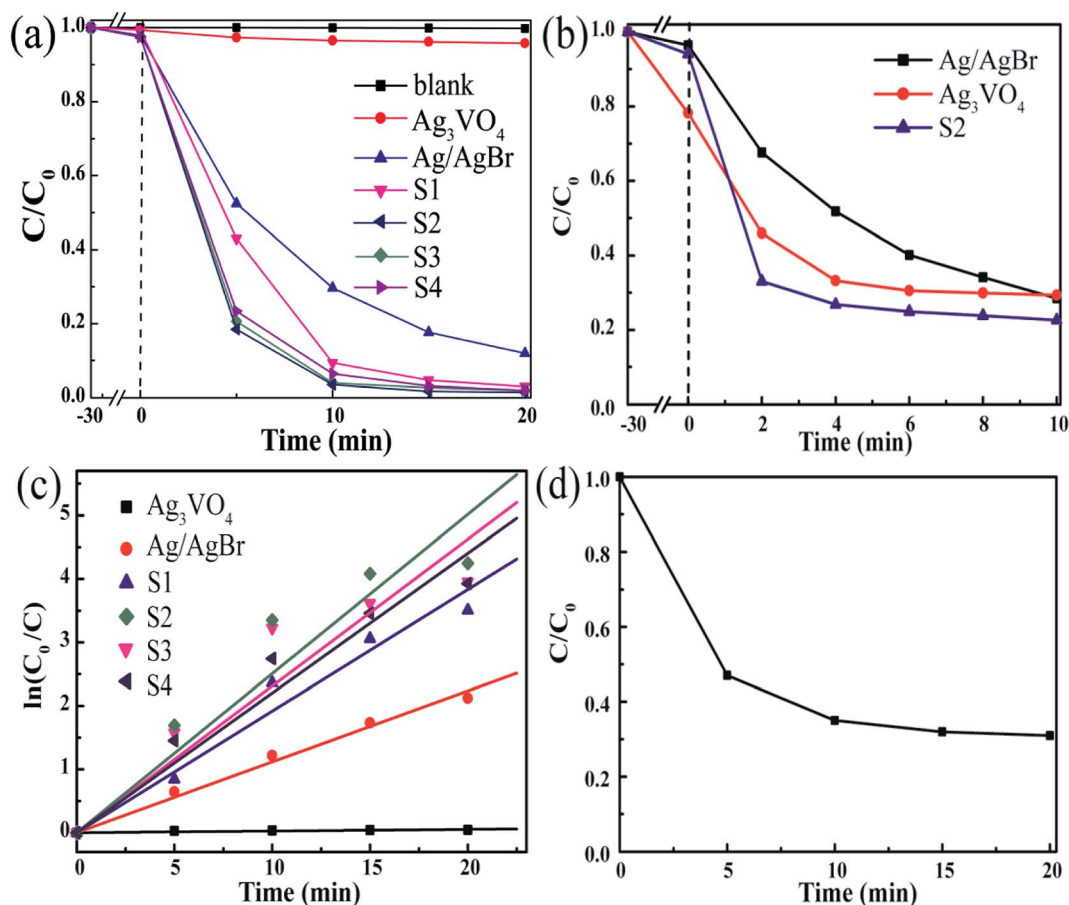 (a)
1.0
0.8
0.6
0.4
0.2
0.0
C/C₀
blank
Ag₃VO₄
Ag/AgBr
S1
S2
S3
S4
-30 0 10 20
Time (min)
(b)
1.0
0.8
0.6
0.4
0.2
0.0
C/C₀
Ag/AgBr
Ag₃VO₄
S2
-30 0 2 4 6 8 10
Time (min)
(c)
5
4
3
2
1
0
ln(C₀/C)
Ag₃VO₄
Ag/AgBr
S1
S2
S3
S4
0 5 10 15 20
Time (min)
(d)
1.0
0.8
0.6
0.4
0.2
0.0
C/C₀
0 5 10 15 20
Time (min)